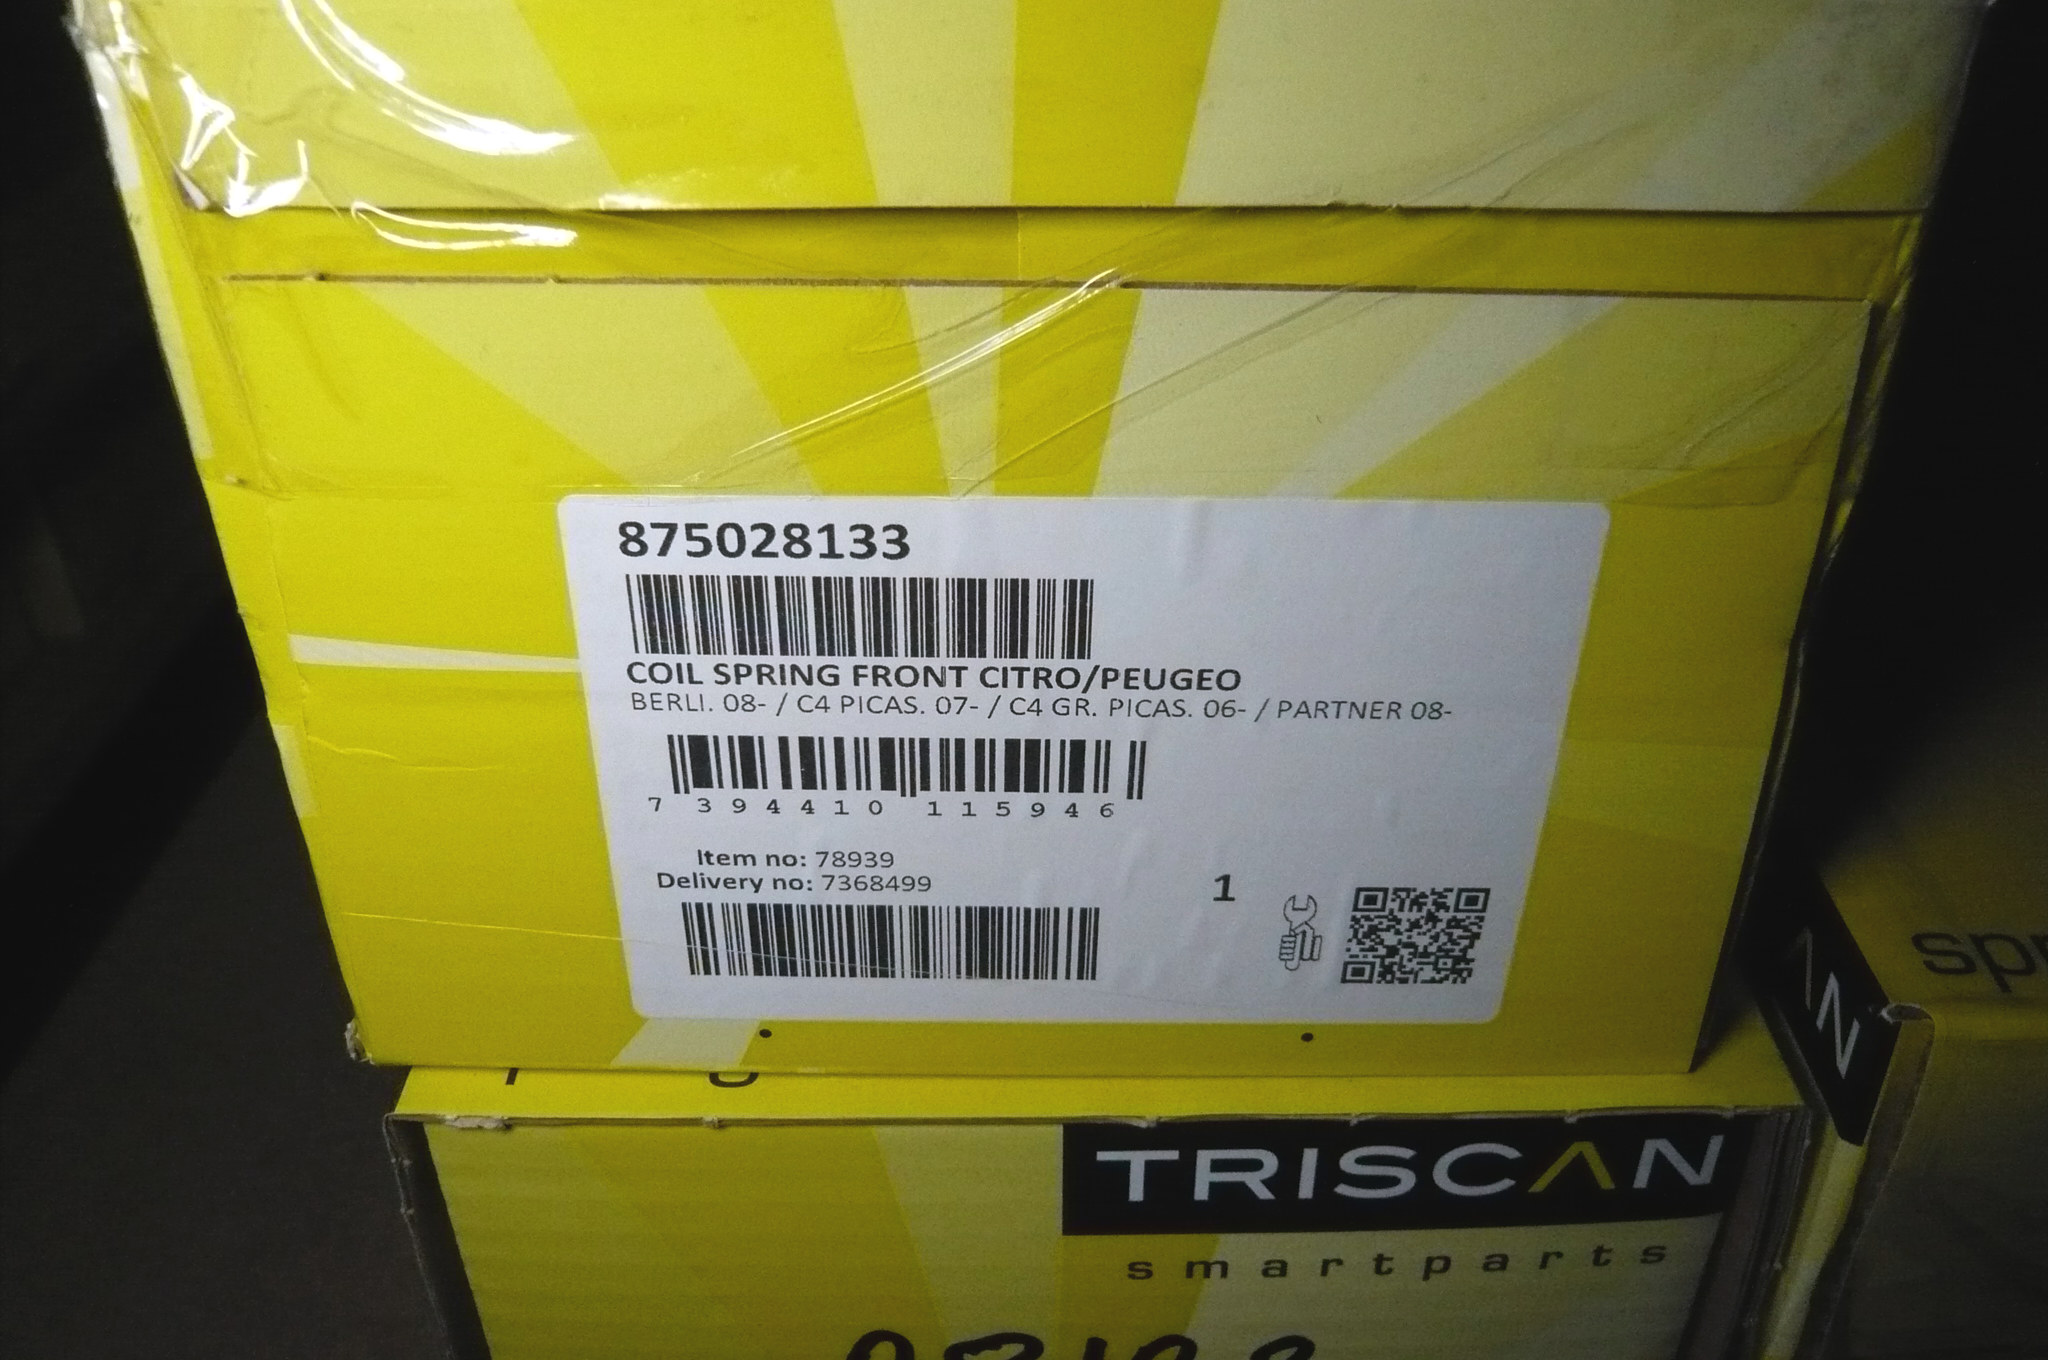 875028133
COIL SPRING FRONT CITRO/PEUGEO
BERLI. 08- / C4 PICAS. 07- / C4 GR. PICAS. 06- / PARTNER 08-
7 394410 115946
Item no: 78939
Delivery no: 7368499
1
TRISCAN
smartparts